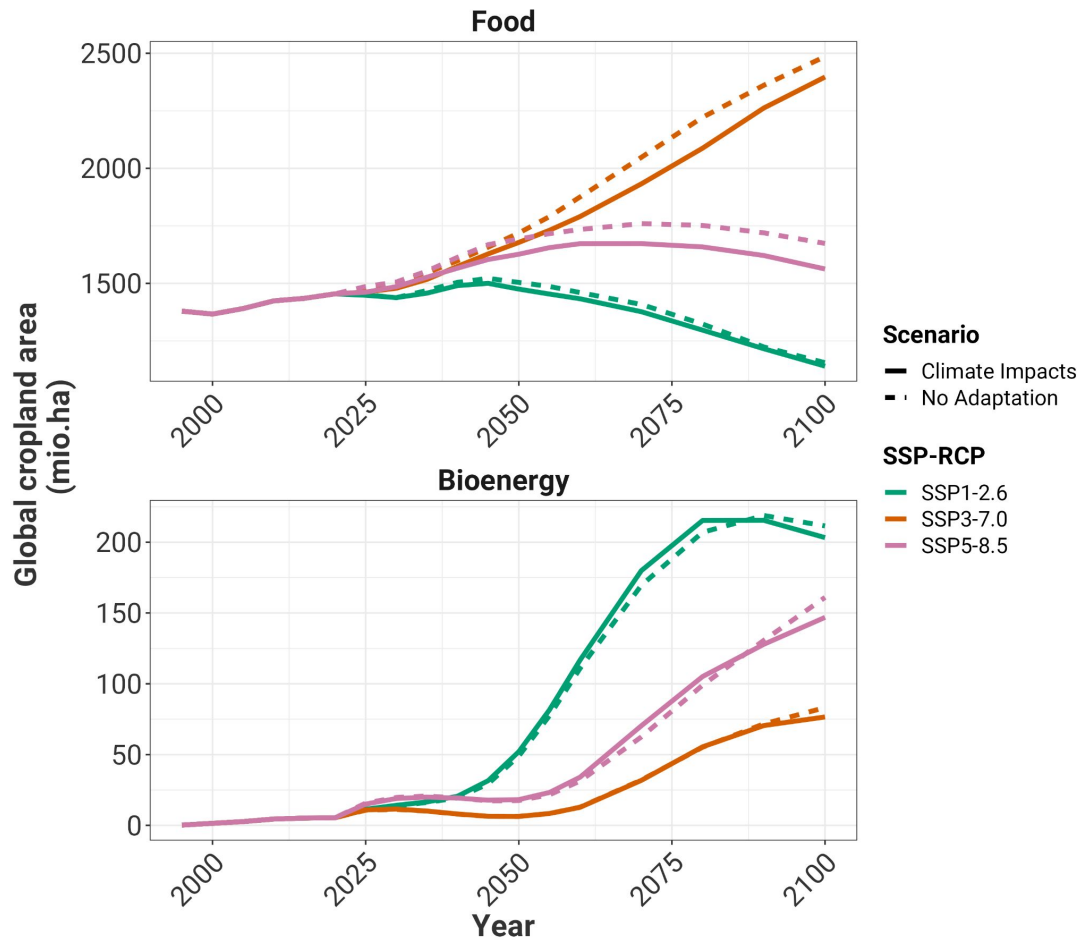 Food
2500
2000
1500
2000
2025
2050
2075
2100
Bioenergy
200
150
100
50
0
2000
2025
2050
2075
2100
Year
Global cropland area
(mio.ha)
Scenario
Climate Impacts
No Adaptation
SSP-RCP
SSP1-2.6
SSP3-7.0
SSP5-8.5